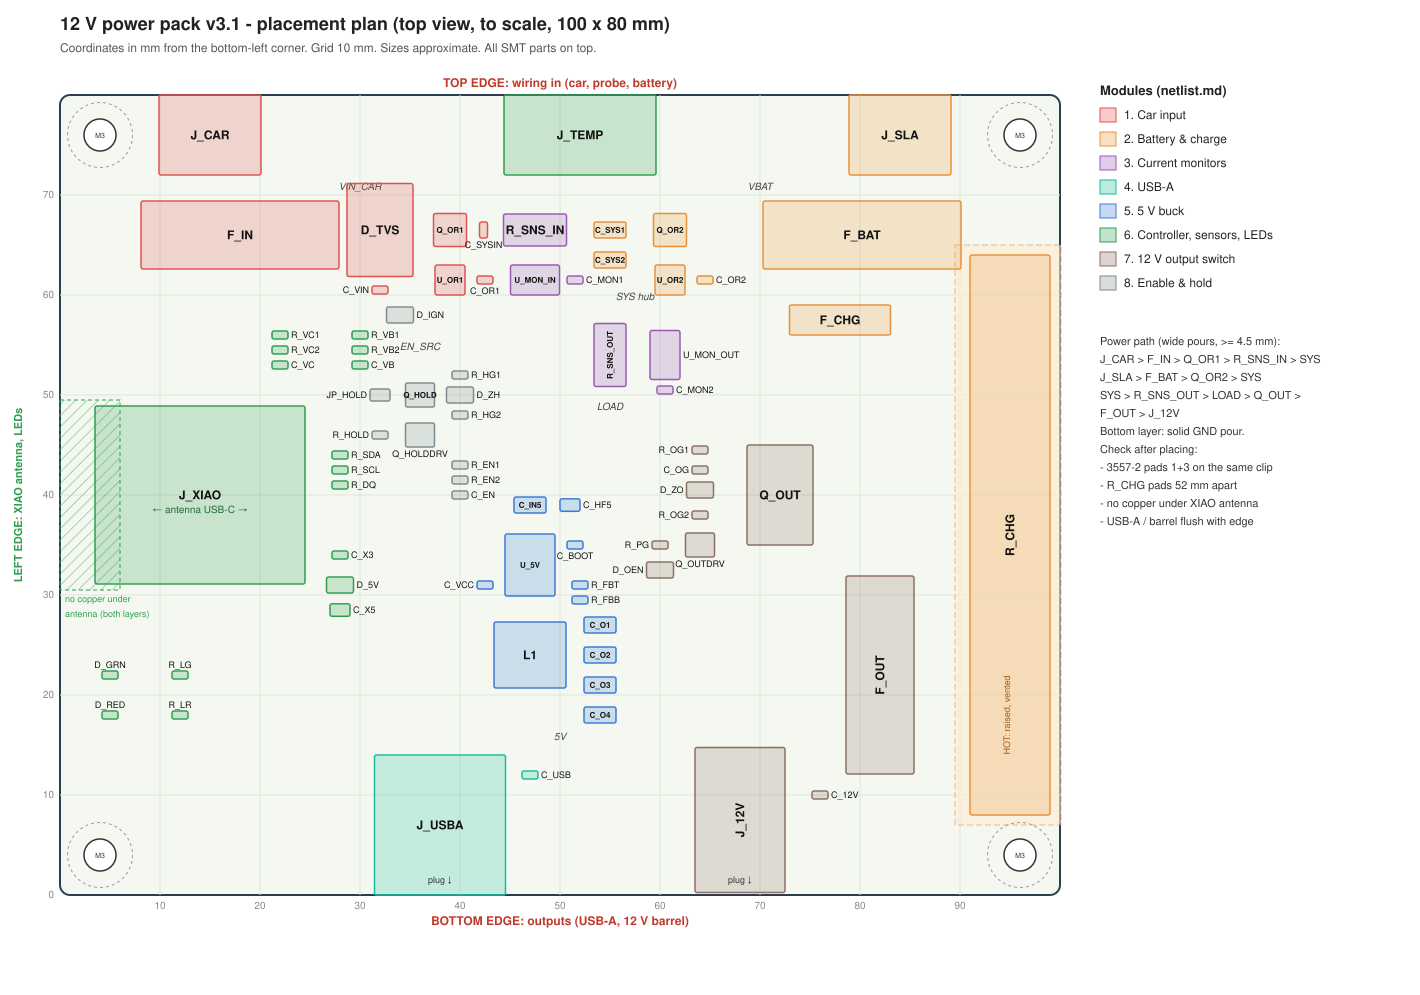 12 V power pack v3.1 - placement plan (top view, to scale, 100 x 80 mm)
Coordinates in mm from the bottom-left corner. Grid 10 mm. Sizes approximate. All SMT parts on top.
TOP EDGE: wiring in (car, probe, battery)
M3
J_CAR
J_TEMP
J_SLA
M3
70
VIN_CAR
VBAT
F_IN
D_TVS
Q_OR1
C_SYSIN
R_SNS_IN
C_SYS1
Q_OR2
F_BAT
C_SYS2
U_OR1
C_OR1
U_MON_IN
C_MON1
U_OR2
C_OR2
C_VIN
SYS hub
60
D_IGN
F_CHG
R_VC1
R_VB1
R_VC2
R_VB2
EN_SRC
C_VC
C_VB
R_SNS_OUT
U_MON_OUT
R_HG1
C_MON2
50
JP_HOLD
Q_HOLD
D_ZH
R_HG2
LOAD
R_HOLD
Q_HOLDDRV
R_SDA
R_SCL
R_DQ
R_EN1
R_EN2
C_EN
R_OG1
C_OG
D_ZO
R_OG2
Q_OUT
40
J_XIAO
← antenna USB-C →
C_IN5
C_HF5
R_PG
Q_OUTDRV
D_OEN
C_BOOT
U_5V
C_VCC
R_FBT
R_FBB
C_X3
D_5V
C_X5
30
no copper under
antenna (both layers)
R_CHG
HOT: raised, vented
L1
C_O1
C_O2
C_O3
C_O4
F_OUT
D_GRN
R_LG
20
D_RED
R_LR
5V
C_USB
C_12V
10
J_USBA
plug ↓
J_12V
plug ↓
M3
M3
0
10
20
30
40
50
60
70
80
90
BOTTOM EDGE: outputs (USB-A, 12 V barrel)
LEFT EDGE: XIAO antenna, LEDs
Modules (netlist.md)
1. Car input
2. Battery & charge
3. Current monitors
4. USB-A
5. 5 V buck
6. Controller, sensors, LEDs
7. 12 V output switch
8. Enable & hold
Power path (wide pours, >= 4.5 mm):
J_CAR > F_IN > Q_OR1 > R_SNS_IN > SYS
J_SLA > F_BAT > Q_OR2 > SYS
SYS > R_SNS_OUT > LOAD > Q_OUT >
F_OUT > J_12V
Bottom layer: solid GND pour.
Check after placing:
- 3557-2 pads 1+3 on the same clip
- R_CHG pads 52 mm apart
- no copper under XIAO antenna
- USB-A / barrel flush with edge